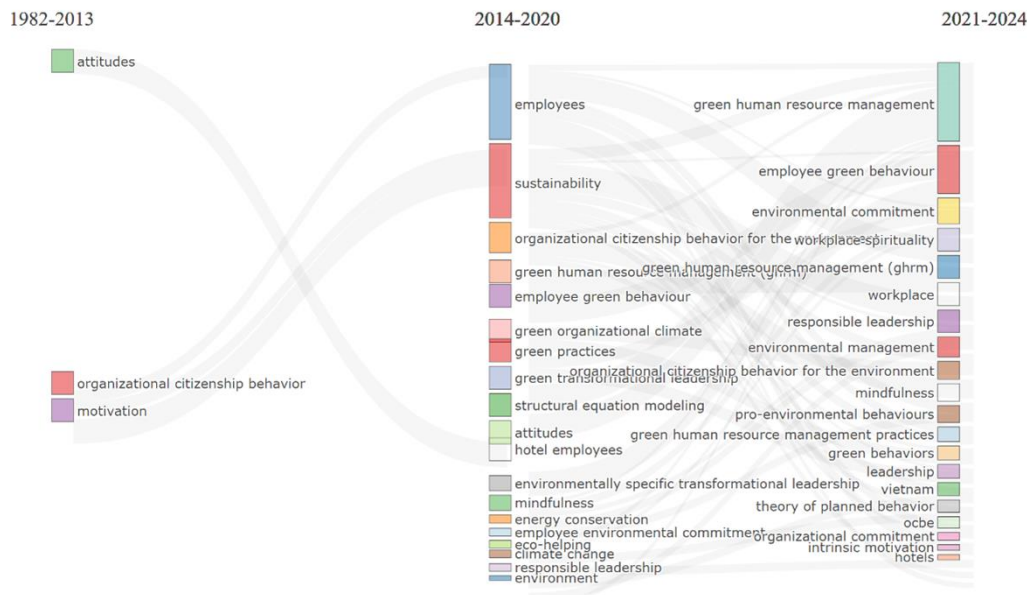 1982-2013
2014-2020
2021-2024
attitudes
organizational citizenship behavior
motivation
employees
sustainability
organizational citizenship behavior for the environment
green human resource management (ghrm)
employee green behaviour
green organizational climate
green practices
green transformational leadership
structural equation modeling
attitudes
hotel employees
environmentally specific transformational leadership
mindfulness
energy conservation
employee environmental commitment
eco-helping
climate change
responsible leadership
environment
green human resource management
employee green behaviour
environmental commitment
workplace spirituality
green human resource management (ghrm)
workplace
responsible leadership
environmental management
organizational citizenship behavior for the environment
mindfulness
pro-environmental behaviours
green human resource management practices
green behaviors
leadership
vietnam
theory of planned behavior
ocbe
organizational commitment
intrinsic motivation
hotels